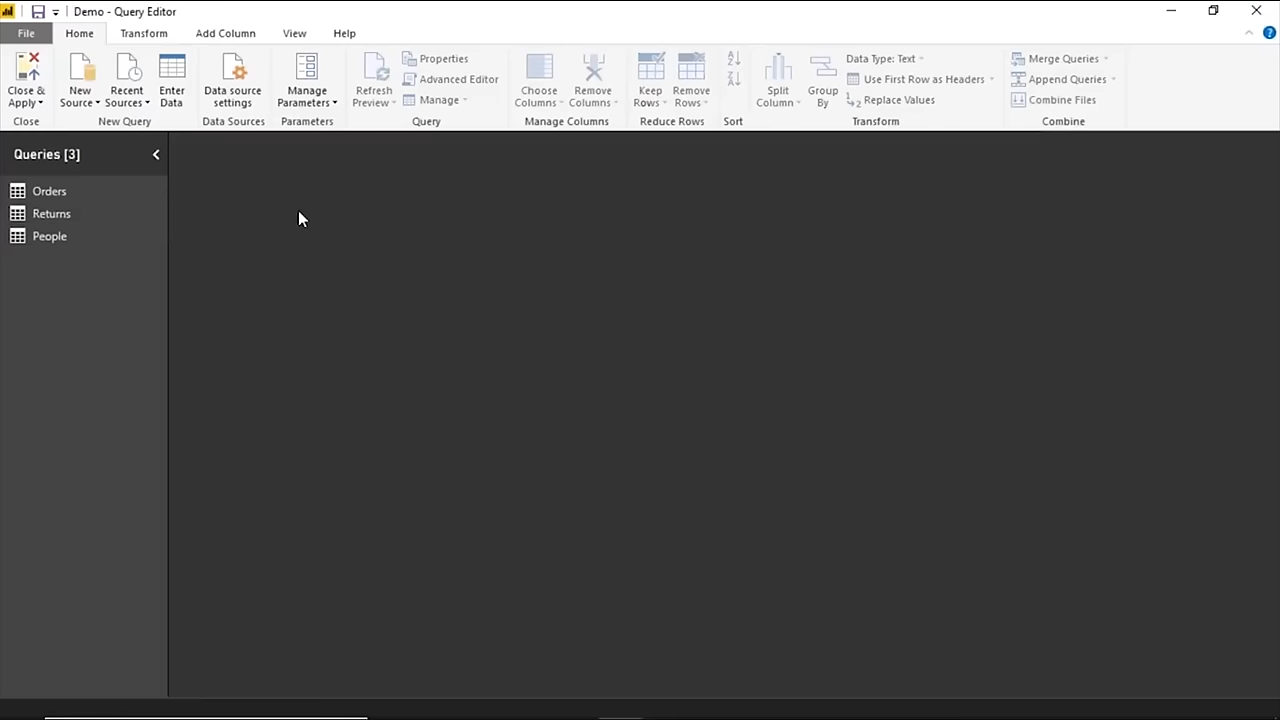 Demo - Query Editor
File Home Transform Add Column View Help
Close & Apply
New Source
Recent Sources
Enter Data
Data source settings
Manage Parameters
Refresh Preview
Properties
Advanced Editor
Manage
Choose Columns
Remove Columns
Keep Rows
Remove Rows
A Z
Z A
Split Column
Group By
Data Type: Text
Use First Row as Headers
1 2 Replace Values
Merge Queries
Append Queries
Combine Files
Close New Query Data Sources Parameters Query Manage Columns Reduce Rows Sort Transform Combine
Queries [3]
Orders
Returns
People